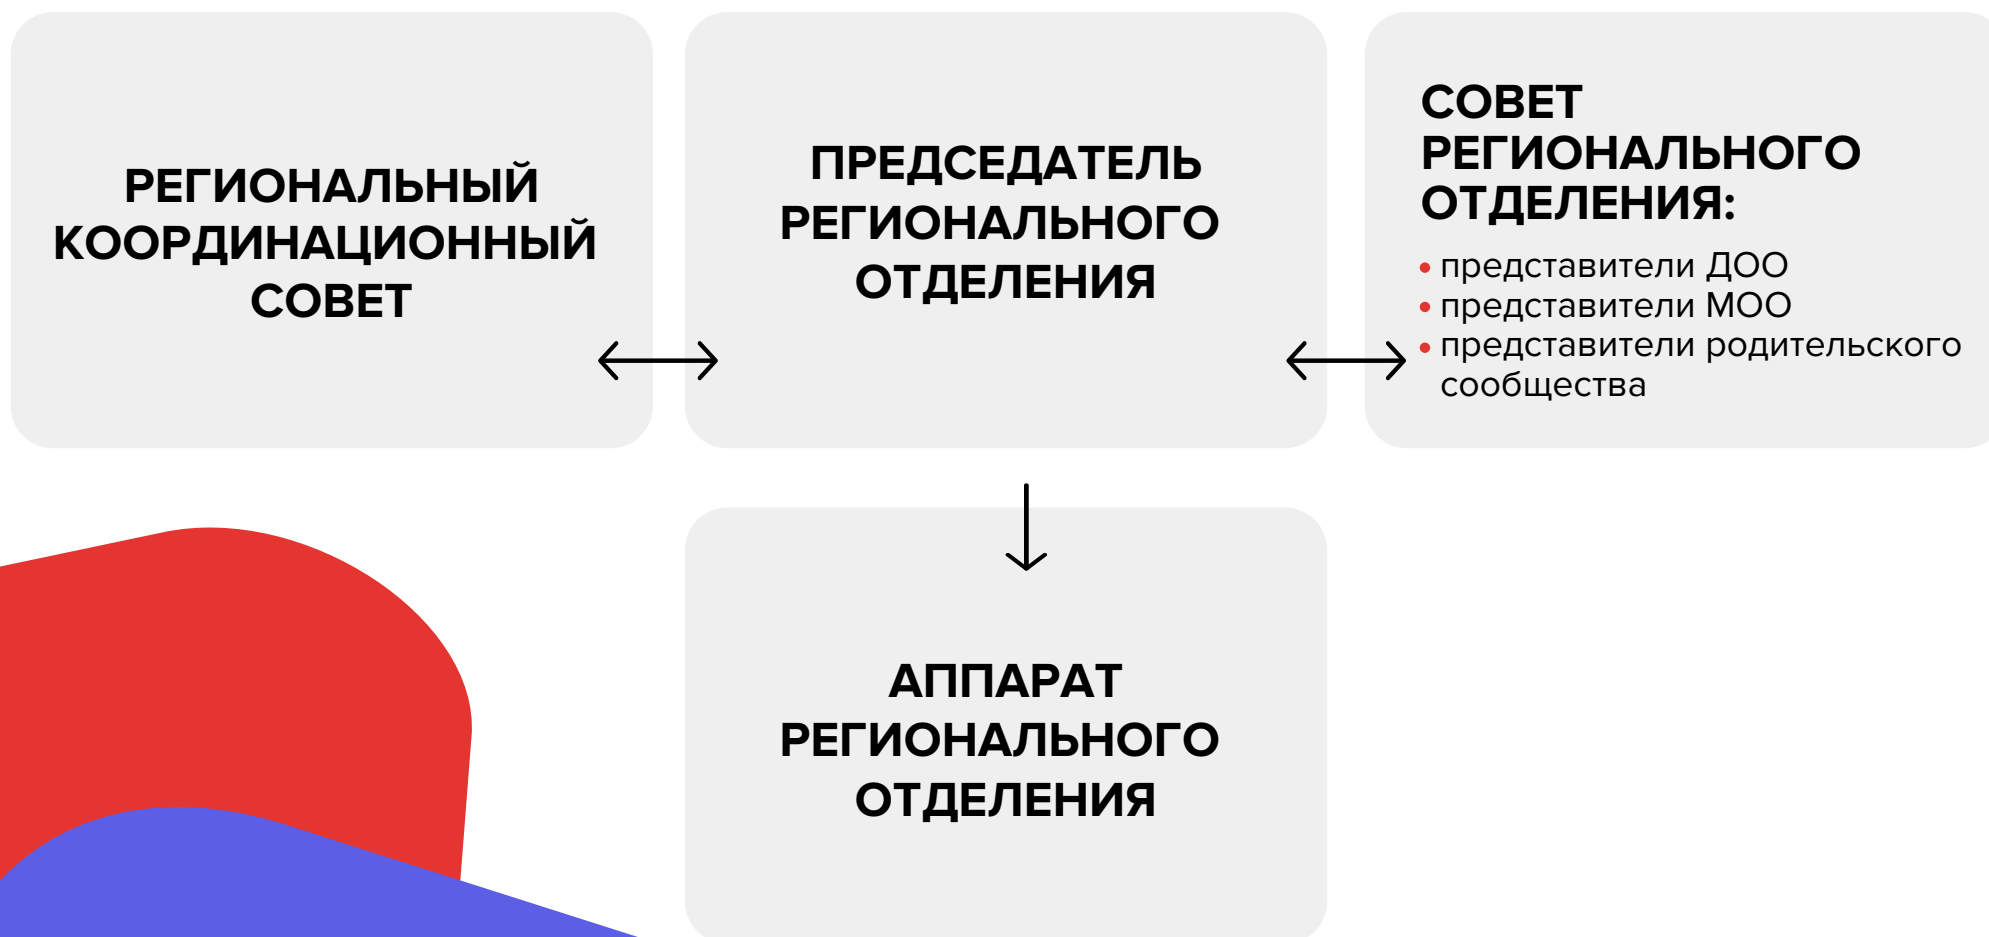 РЕГИОНАЛЬНЫЙ
КООРДИНАЦИОННЫЙ
СОВЕТ
ПРЕДСЕДАТЕЛЬ
РЕГИОНАЛЬНОГО
ОТДЕЛЕНИЯ
СОВЕТ
РЕГИОНАЛЬНОГО
ОТДЕЛЕНИЯ:
• представители ДОО
• представители МОО
• представители родительского
сообщества
АППАРАТ
РЕГИОНАЛЬНОГО
ОТДЕЛЕНИЯ